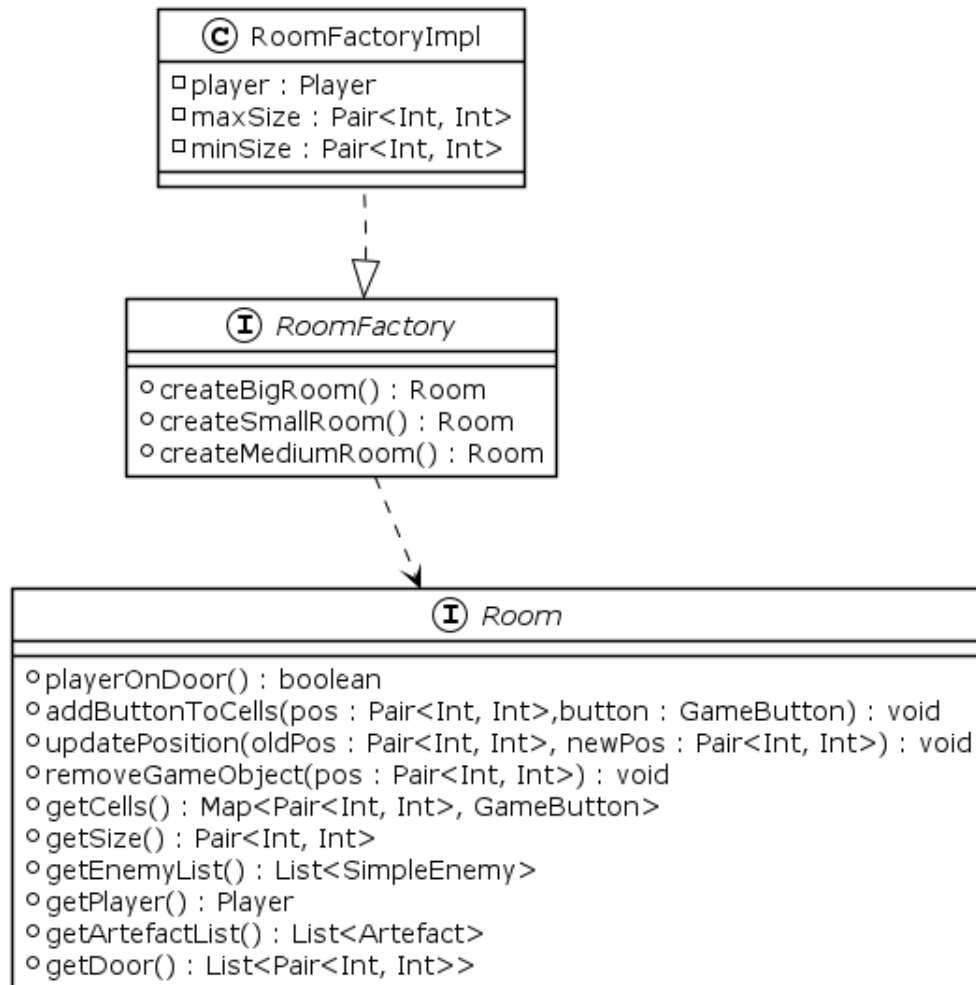 C RoomFactoryImpl
player : Player
maxSize : Pair<Int, Int>
minSize : Pair<Int, Int>
I RoomFactory
createBigRoom() : Room
createSmallRoom() : Room
createMediumRoom() : Room
I Room
playerOnDoor() : boolean
addButtonToCells(pos : Pair<Int, Int>,button : GameButton) : void
updatePosition(oldPos : Pair<Int, Int>, newPos : Pair<Int, Int>) : void
removeGameObject(pos : Pair<Int, Int>) : void
getCells() : Map<Pair<Int, Int>, GameButton>
getSize() : Pair<Int, Int>
getEnemyList() : List<SimpleEnemy>
getPlayer() : Player
getArtefactList() : List<Artefact>
getDoor() : List<Pair<Int, Int>>